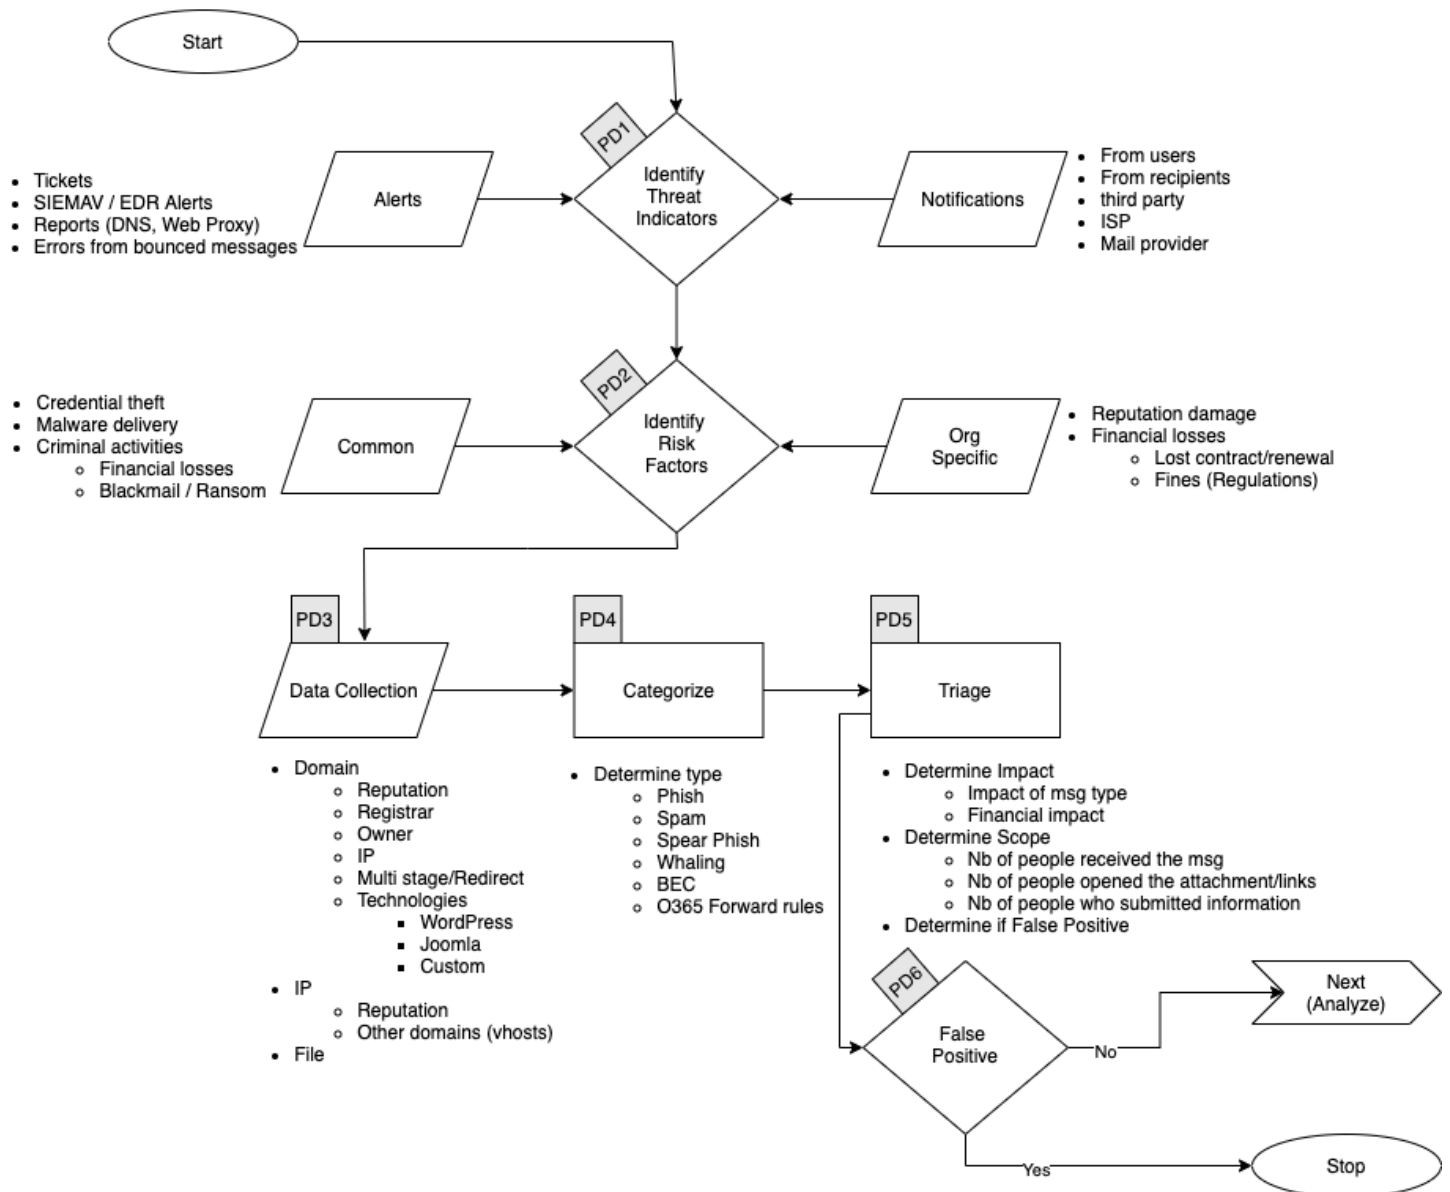 Start
PD1
Identify
Threat
Indicators
Alerts
• Tickets
• SIEMAV / EDR Alerts
• Reports (DNS, Web Proxy)
• Errors from bounced messages
Notifications
• From users
• From recipients
• third party
• ISP
• Mail provider
PD2
Identify
Risk
Factors
Common
• Credential theft
• Malware delivery
• Criminal activities
○ Financial losses
○ Blackmail / Ransom
Org
Specific
• Reputation damage
• Financial losses
○ Lost contract/renewal
○ Fines (Regulations)
PD3
Data Collection
• Domain
○ Reputation
○ Registrar
○ Owner
○ IP
○ Multi stage/Redirect
○ Technologies
▪ WordPress
▪ Joomla
▪ Custom
• IP
○ Reputation
○ Other domains (vhosts)
• File
PD4
Categorize
• Determine type
○ Phish
○ Spam
○ Spear Phish
○ Whaling
○ BEC
○ O365 Forward rules
PD5
Triage
• Determine Impact
○ Impact of msg type
○ Financial impact
• Determine Scope
○ Nb of people received the msg
○ Nb of people opened the attachment/links
○ Nb of people who submitted information
• Determine if False Positive
PD6
False
Positive
No
Next
(Analyze)
Yes
Stop